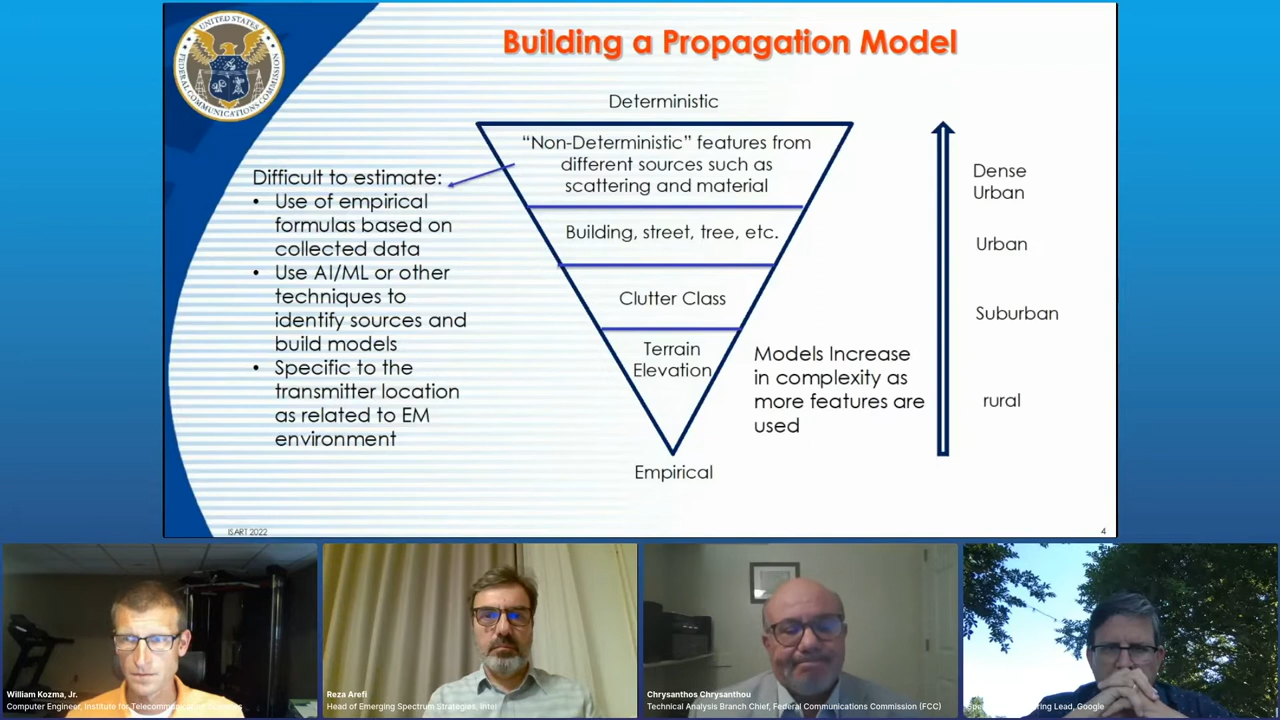 UNITED STATES
FEDERAL COMMUNICATIONS COMMISSION
Building a Propagation Model
Deterministic
“Non-Deterministic” features from
different sources such as
scattering and material
Building, street, tree, etc.
Clutter Class
Terrain
Elevation
Empirical
Difficult to estimate:
• Use of empirical
formulas based on
collected data
• Use AI/ML or other
techniques to
identify sources and
build models
• Specific to the
transmitter location
as related to EM
environment
Models Increase
in complexity as
more features are
used
Dense
Urban
Urban
Suburban
rural
ISART 2022
4
William Kozma, Jr.
Computer Engineer, Institute for
Reza Arefi
Head of Emerging Spectrum Strategies, Intel
Chrysanthos Chrysanthou
Technical Analysis Branch Chief, Federal Communications Commission (FCC)
Lead, Google